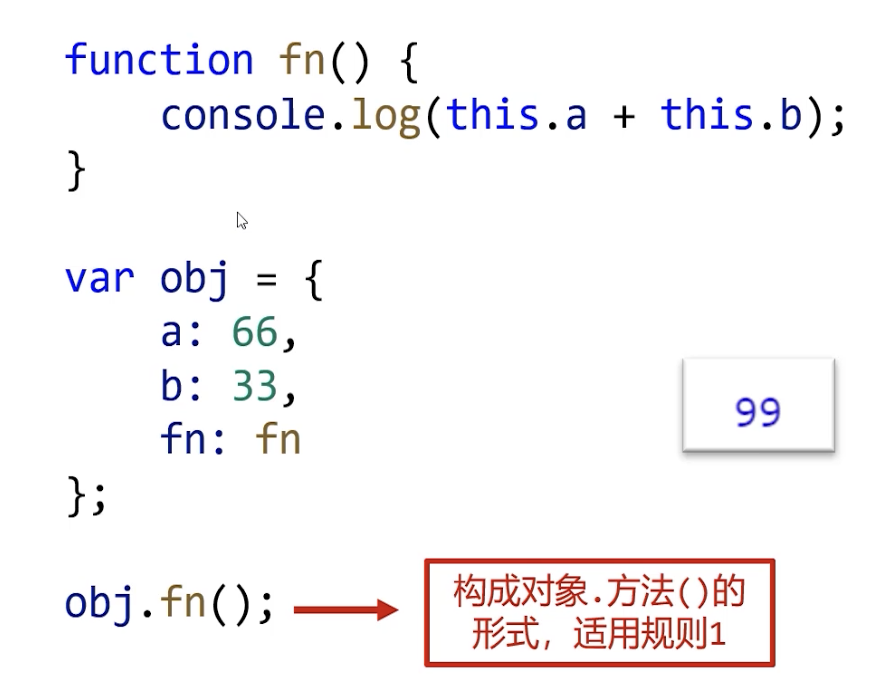 function fn() {
    console.log(this.a + this.b);
}
var obj = {
    a: 66,
    b: 33,
    fn: fn
};
99
obj.fn();
构成对象.方法()的
形式，适用规则1